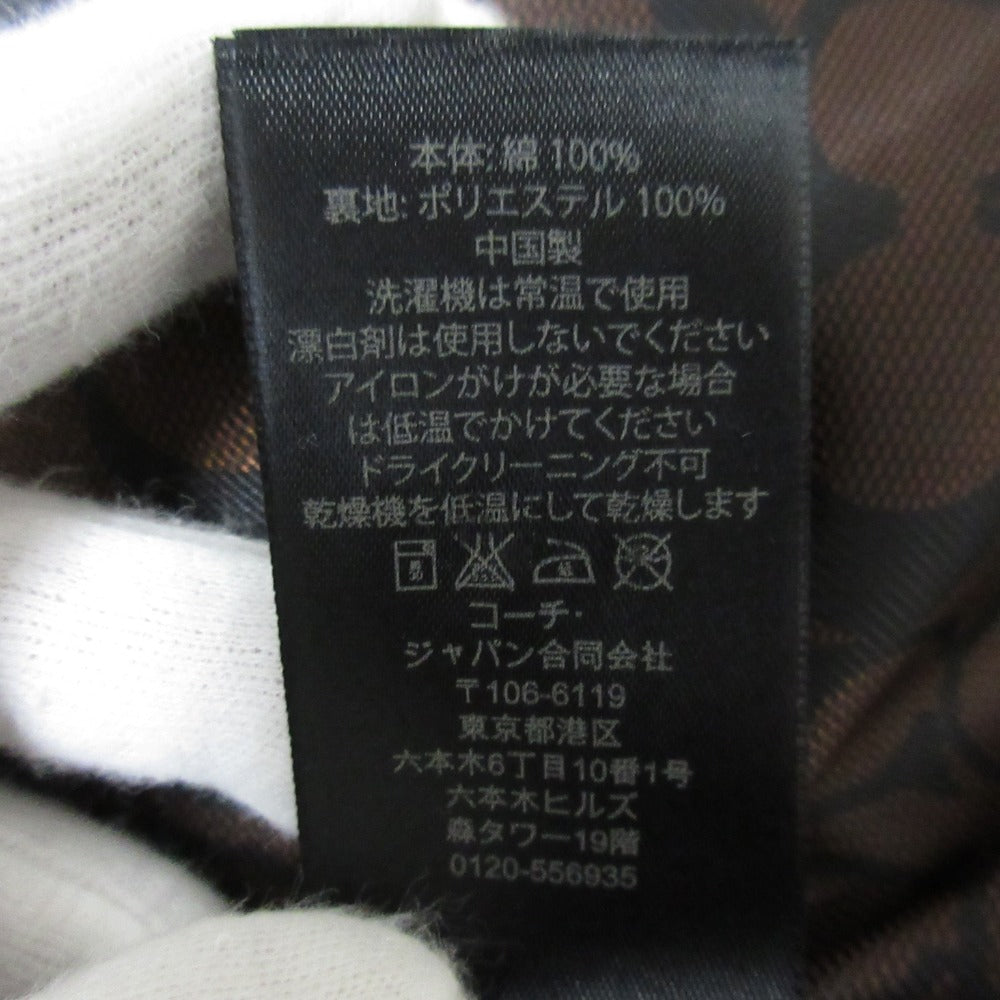 本体: 綿 100%
裏地: ポリエステル 100%
中国製
洗濯機は常温で使用
漂白剤は使用しないでください
アイロンがけが必要な場合
は低温でかけてください
ドライクリーニング不可
乾燥機を低温にして乾燥します
コーチ・
ジャパン合同会社
〒106-6119
東京都港区
六本木6丁目10番1号
六本木ヒルズ
森タワー19階
0120-556935